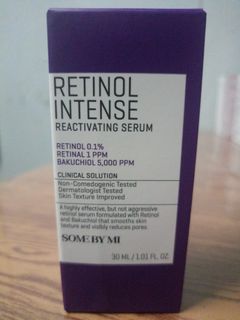 RETINOL
INTENSE
REACTIVATING SERUM
RETINOL 0.1%
RETINAL 1 PPM
BAKUCHIOL 5,000 PPM
CLINICAL SOLUTION
Non-Comedogenic Tested
Dermatologist Tested
Skin Texture Improved
A highly effective, but not aggressive
retinol serum formulated with Retinol
and Bakuchiol that smooths skin
texture and visibly reduces pores
SOME BY MI
30 ML / 1.01 FL. OZ.